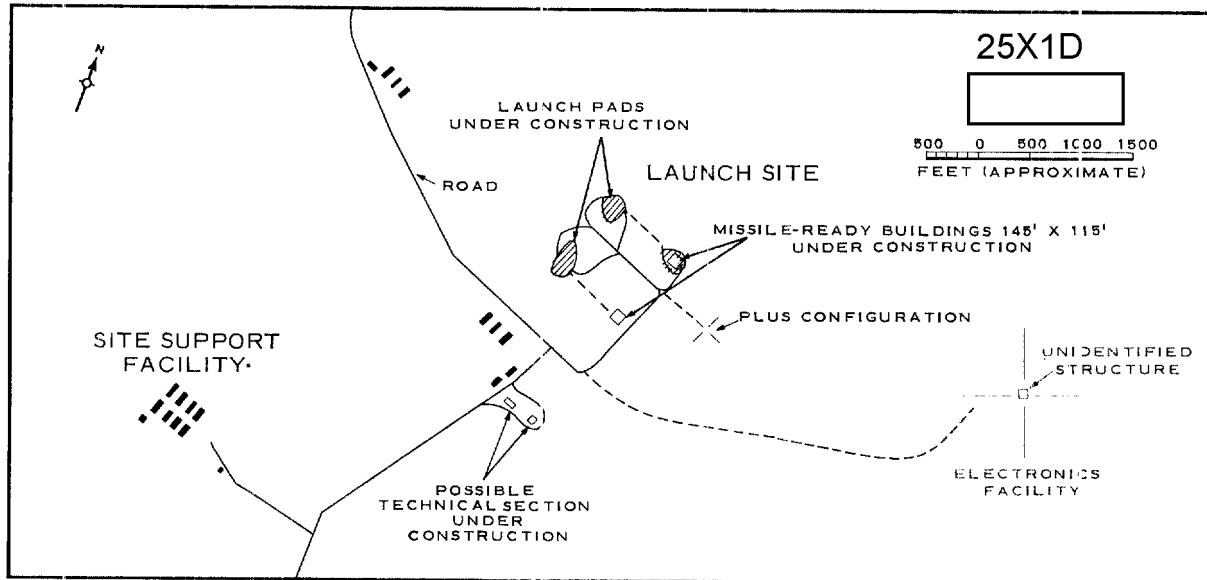 25X1D
N
500 0 500 1000 1500
FEET (APPROXIMATE)
LAUNCH PADS
UNDER CONSTRUCTION
LAUNCH SITE
ROAD
MISSILE-READY BUILDINGS 145' X 115'
UNDER CONSTRUCTION
PLUS CONFIGURATION
SITE SUPPORT
FACILITY
UNIDENTIFIED
STRUCTURE
ELECTRONICS
FACILITY
POSSIBLE
TECHNICAL SECTION
UNDER
CONSTRUCTION